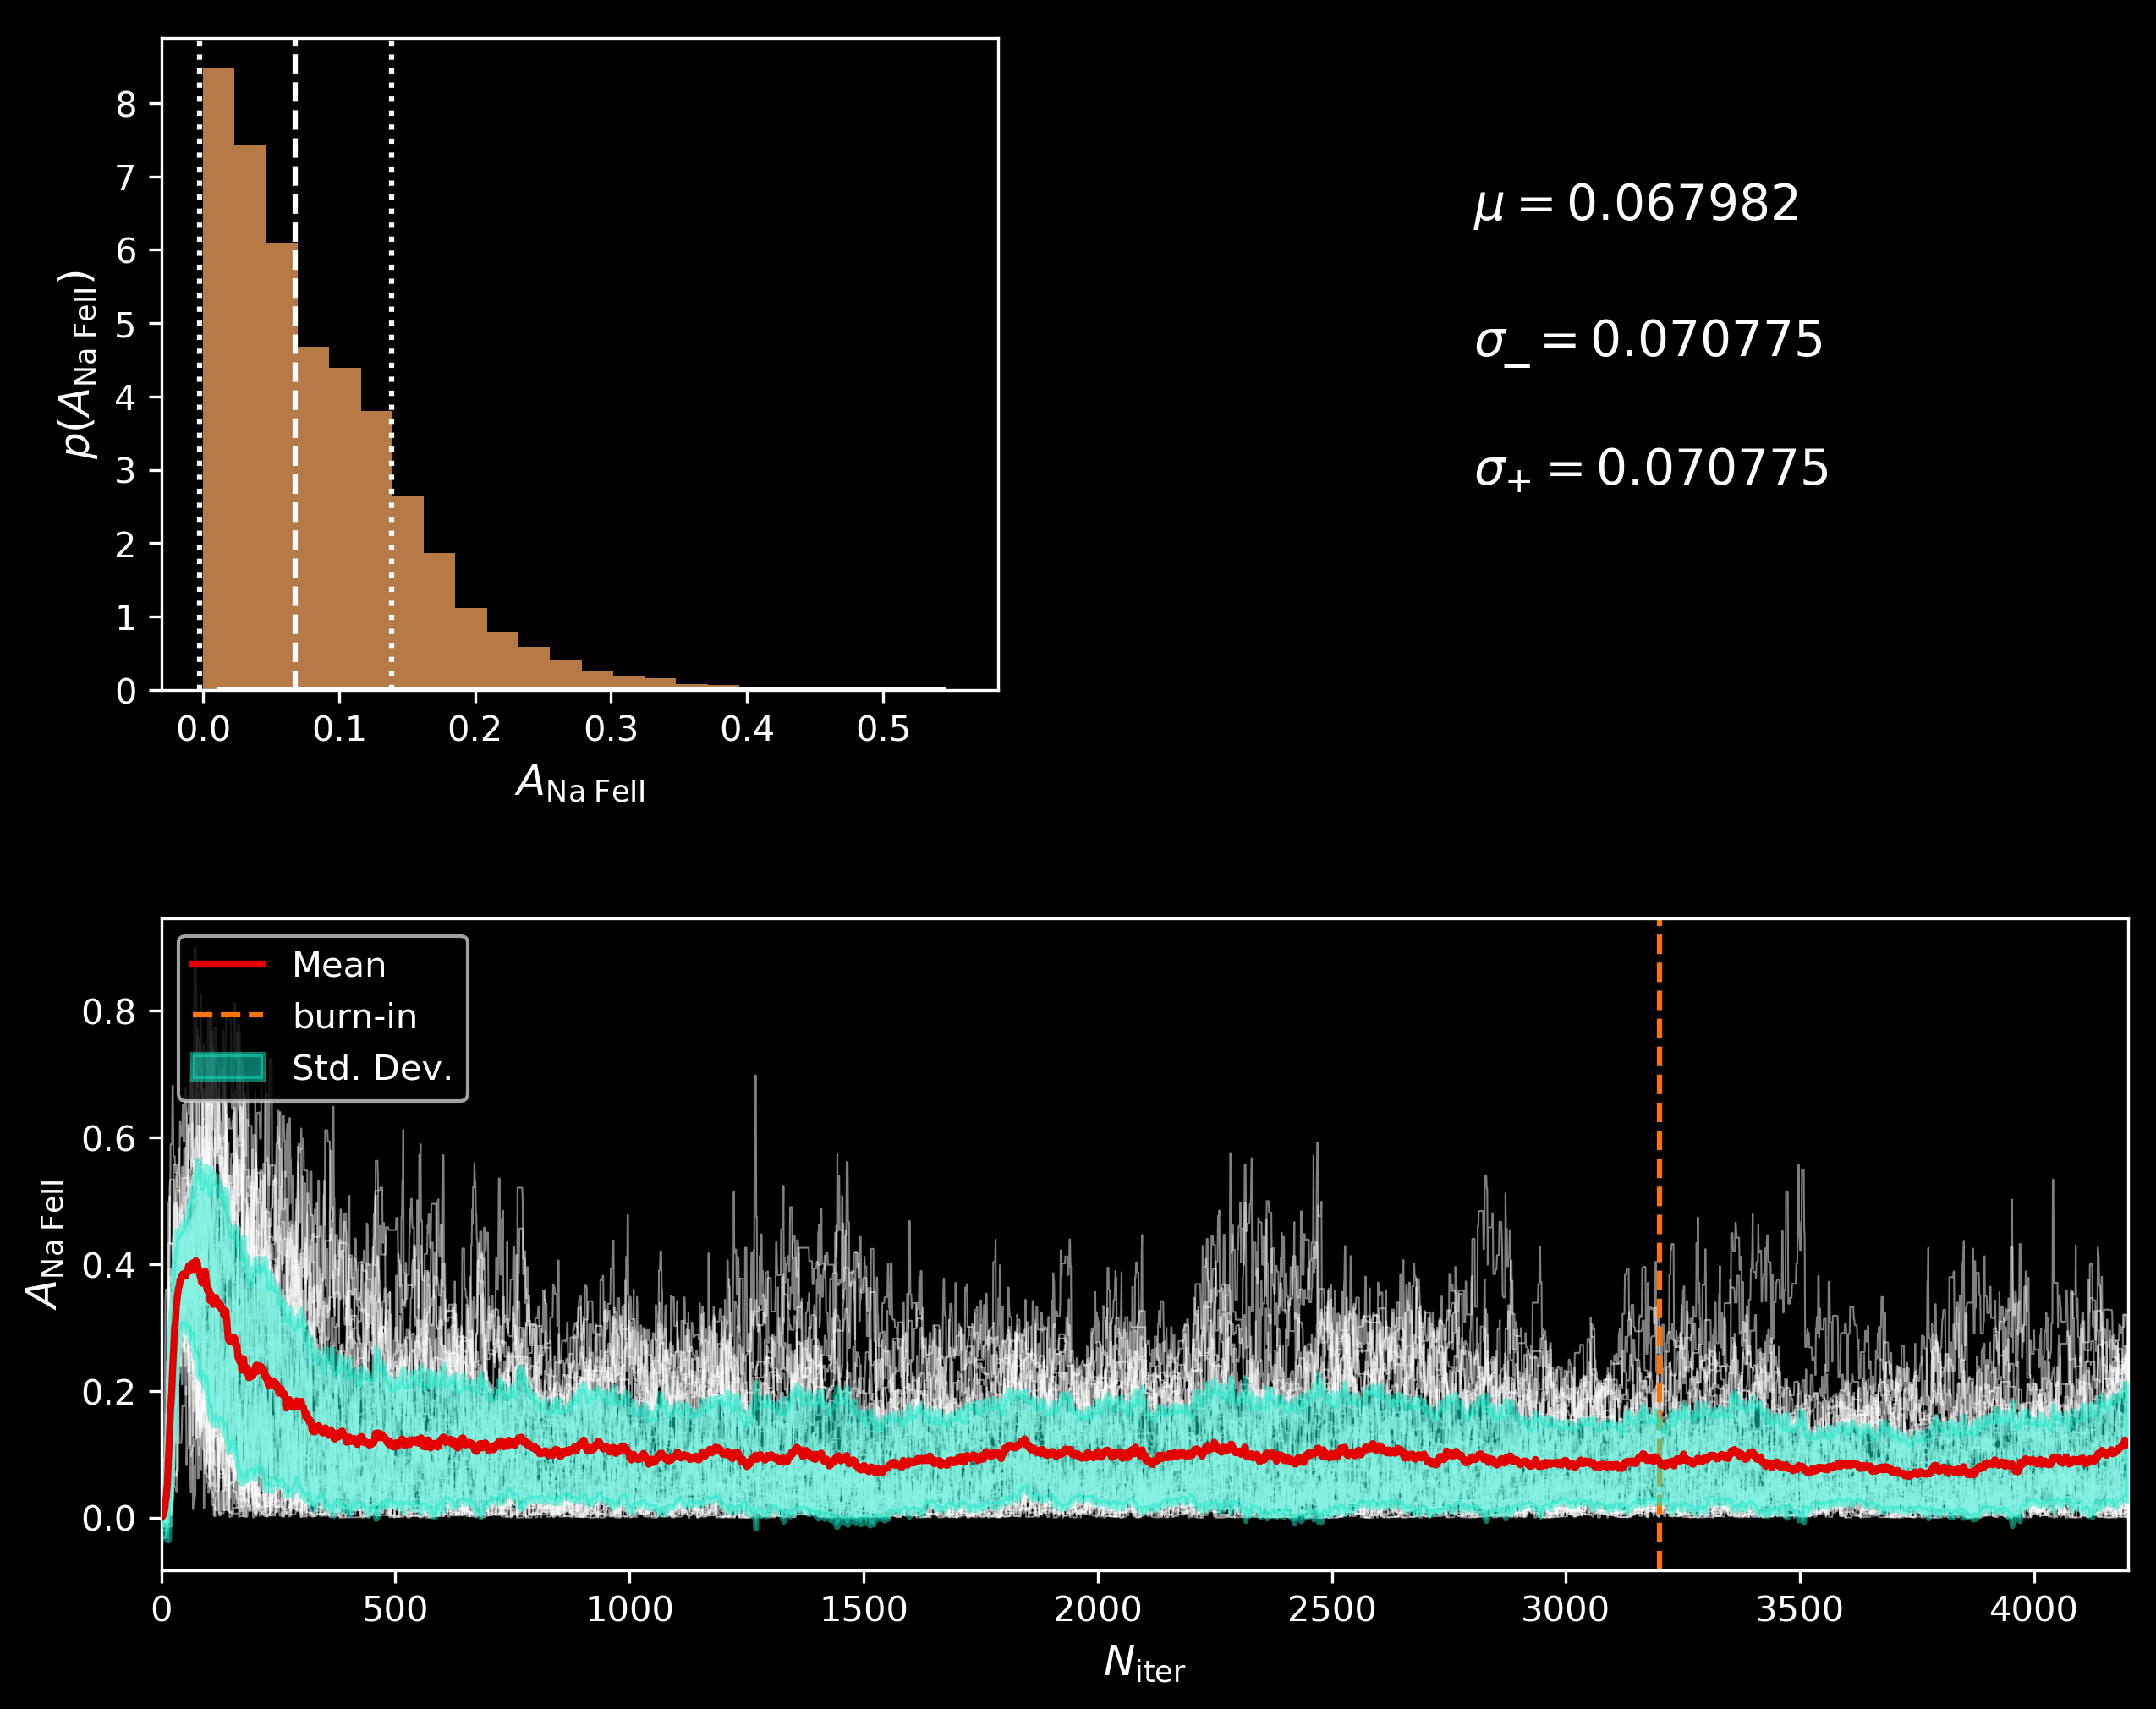 8
7
6
5
4
3
2
1
0
p(A_Na FeII)
0.0 0.1 0.2 0.3 0.4 0.5
A_Na FeII
μ = 0.067982
σ_− = 0.070775
σ_+ = 0.070775
Mean
burn-in
Std. Dev.
0.8
0.6
0.4
0.2
0.0
A_Na FeII
0 500 1000 1500 2000 2500 3000 3500 4000
N_iter